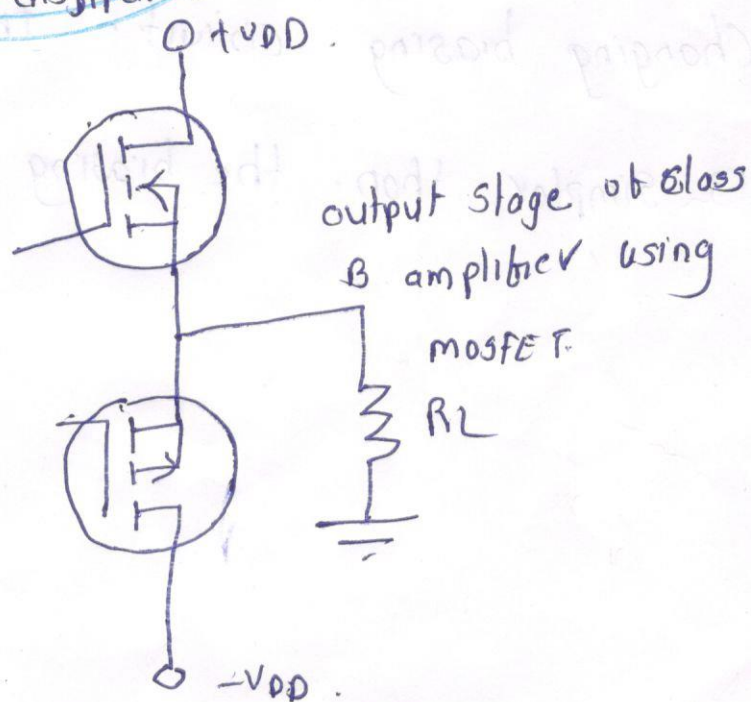 +VDD.
output stage of class
B amplifier using
MOSFET.
RL
-VDD.